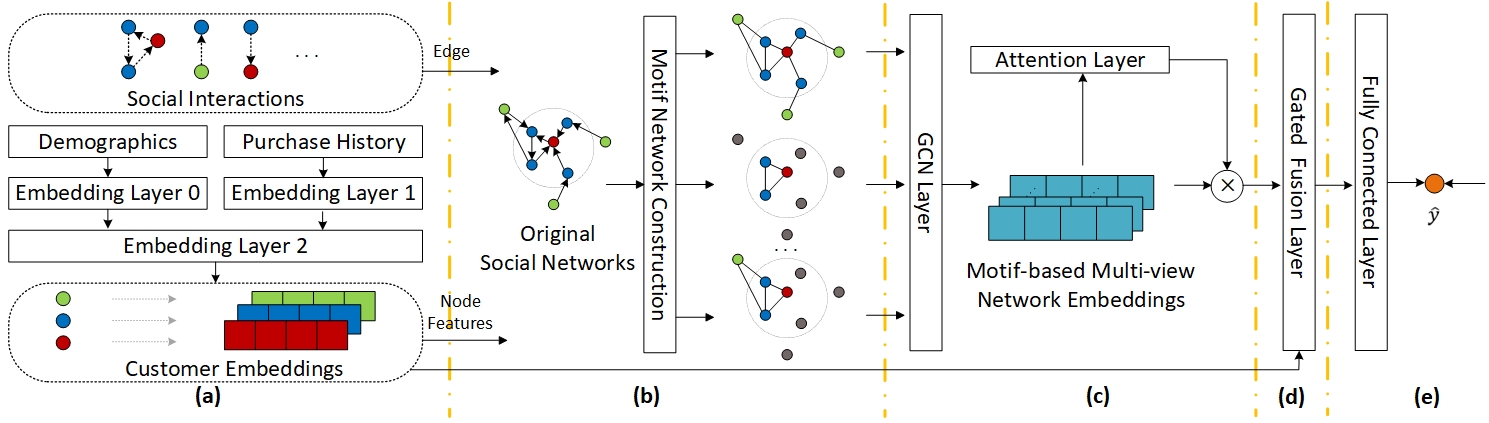 Social Interactions
Demographics
Purchase History
Embedding Layer 0
Embedding Layer 1
Embedding Layer 2
Customer Embeddings
(a)
Edge
Node
Features
Original
Social Networks
Motif Network Construction
. . .
(b)
GCN Layer
Attention Layer
×
Motif-based Multi-view
Network Embeddings
(c)
Gated Fusion Layer
(d)
Fully Connected Layer
ŷ
(e)